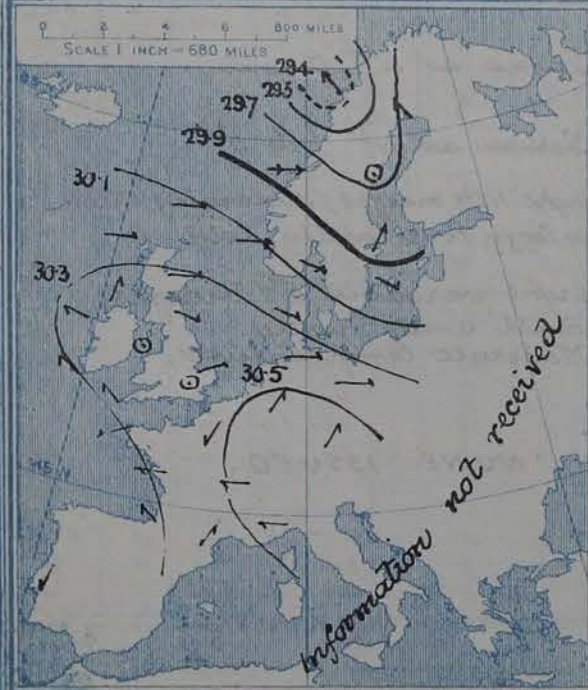 0 2 4 6 800 MILES
SCALE 1 INCH = 680 MILES
29.4
29.5
29.7
29.9
30.1
30.3
30.5
Information not received